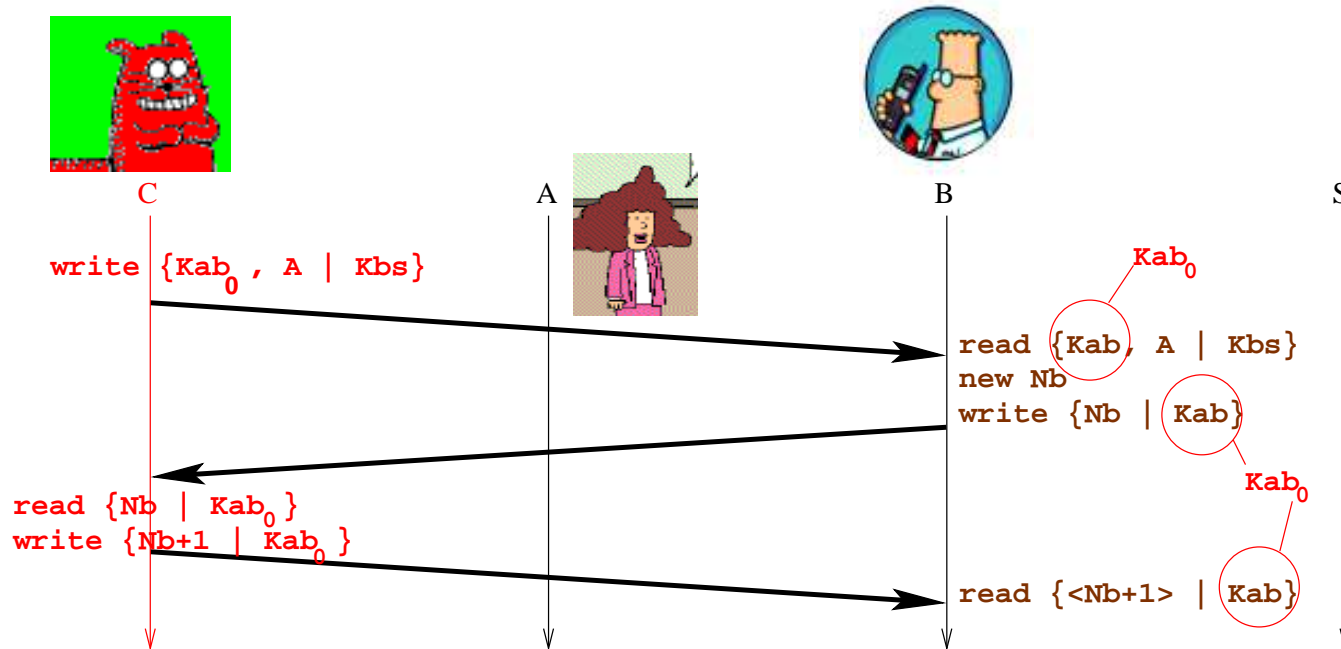 C
A
B
S
write {Kab0 , A | Kbs}
Kab0
read {Kab, A | Kbs}
new Nb
write {Nb | Kab}
Kab0
read {Nb | Kab0 }
write {Nb+1 | Kab0 }
read {<Nb+1> | Kab}